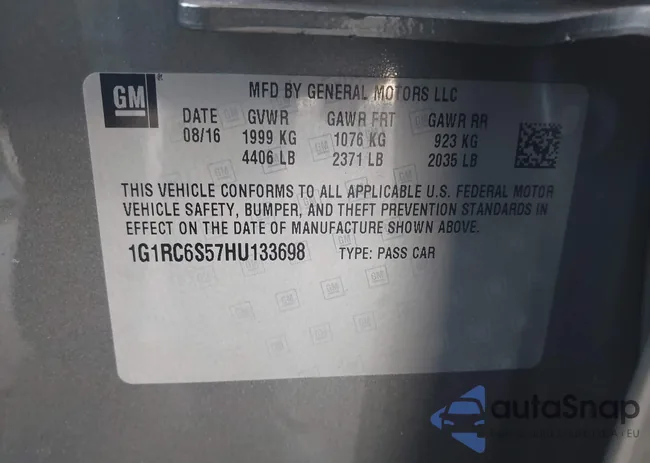 GM
MFD BY GENERAL MOTORS LLC
DATE GVWR GAWR FRT GAWR RR
08/16 1999 KG 1076 KG 923 KG
4406 LB 2371 LB 2035 LB
THIS VEHICLE CONFORMS TO ALL APPLICABLE U.S. FEDERAL MOTOR
VEHICLE SAFETY, BUMPER, AND THEFT PREVENTION STANDARDS IN
EFFECT ON THE DATE OF MANUFACTURE SHOWN ABOVE.
1G1RC6S57HU133698 TYPE: PASS CAR
autoSnap